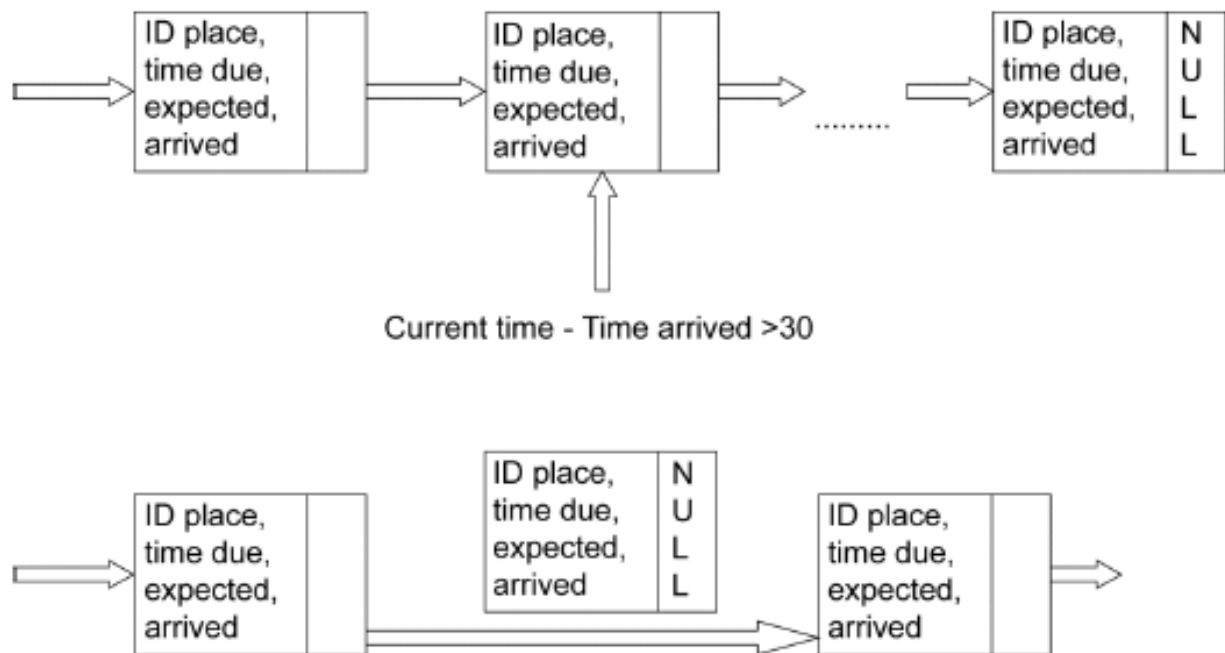 ID place,
time due,
expected,
arrived
ID place,
time due,
expected,
arrived
.........
ID place,
time due,
expected,
arrived
N
U
L
L
Current time - Time arrived >30
ID place,
time due,
expected,
arrived
ID place,
time due,
expected,
arrived
N
U
L
L
ID place,
time due,
expected,
arrived